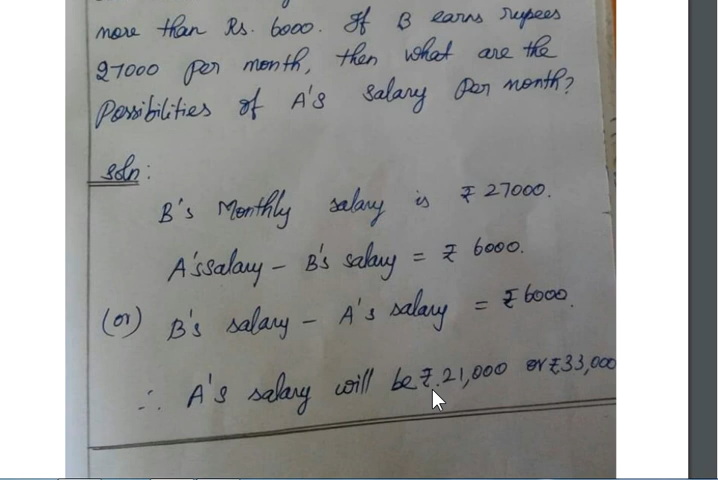 more than Rs. 6000. If B earns rupees
27000 per month, then what are the
Possibilities of A's salary per month?
Soln:
B's Monthly salary is ₹ 27000.
A's salary - B's salary = ₹ 6000.
(or) B's salary - A's salary = ₹6000.
∴ A's salary will be ₹.21,000 or ₹33,000